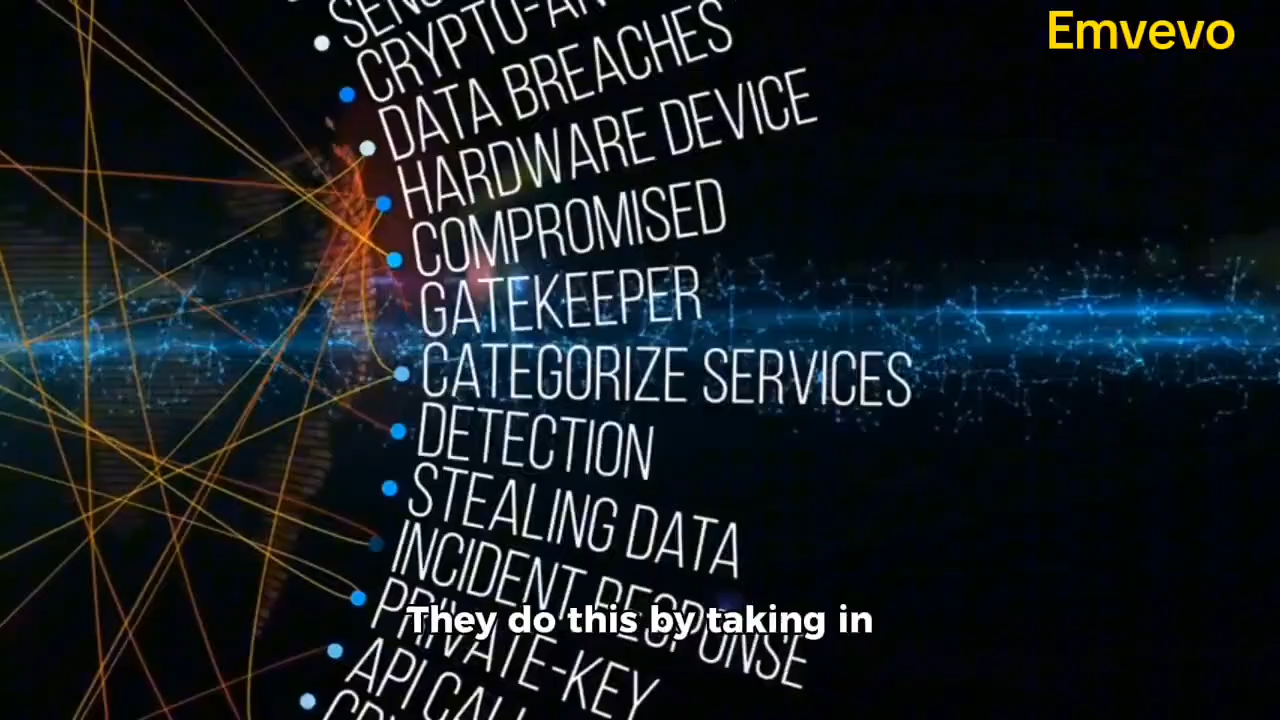 Emvevo
DATA BREACHES
HARDWARE DEVICE
COMPROMISED
GATEKEEPER
CATEGORIZE SERVICES
DETECTION
STEALING DATA
INCIDENT RESPONSE
PRIVATE-KEY
API
They do this by taking in